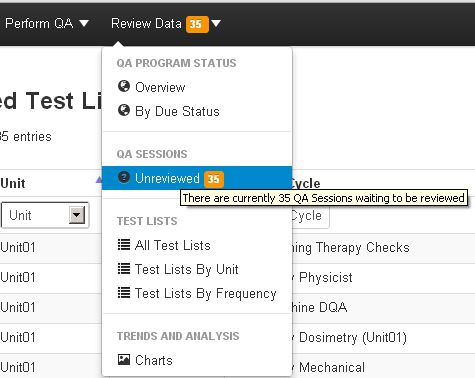 Perform QA Review Data 35
QA PROGRAM STATUS
Overview
ed Test Li
By Due Status
35 entries
QA SESSIONS
Unit Cycle
Unreviewed 35
There are currently 35 QA Sessions waiting to be reviewed
Unit Cycle
TEST LISTS
Unit01 All Test Lists ning Therapy Checks
Unit01 Test Lists By Unit y Physicist
Test Lists By Frequency
Unit01 hine DQA
Unit01 TRENDS AND ANALYSIS y Dosimetry (Unit01)
Charts
Unit01 y Mechanical